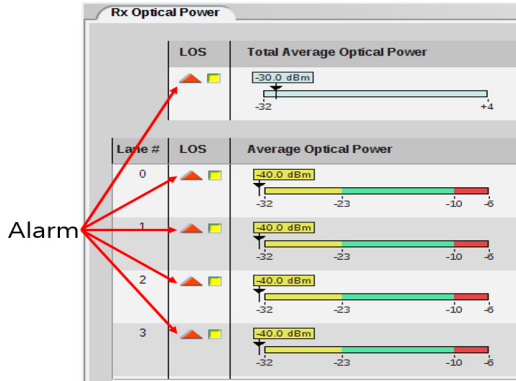 Rx Optical Power
LOS Total Average Optical Power
-30.0 dBm
-32 +4
Lane # LOS Average Optical Power
0 -40.0 dBm
-32 -23 -10 -6
Alarm
1 -40.0 dBm
-32 -23 -10 -6
2 -40.0 dBm
-32 -23 -10 -6
3 -40.0 dBm
-32 -23 -10 -6